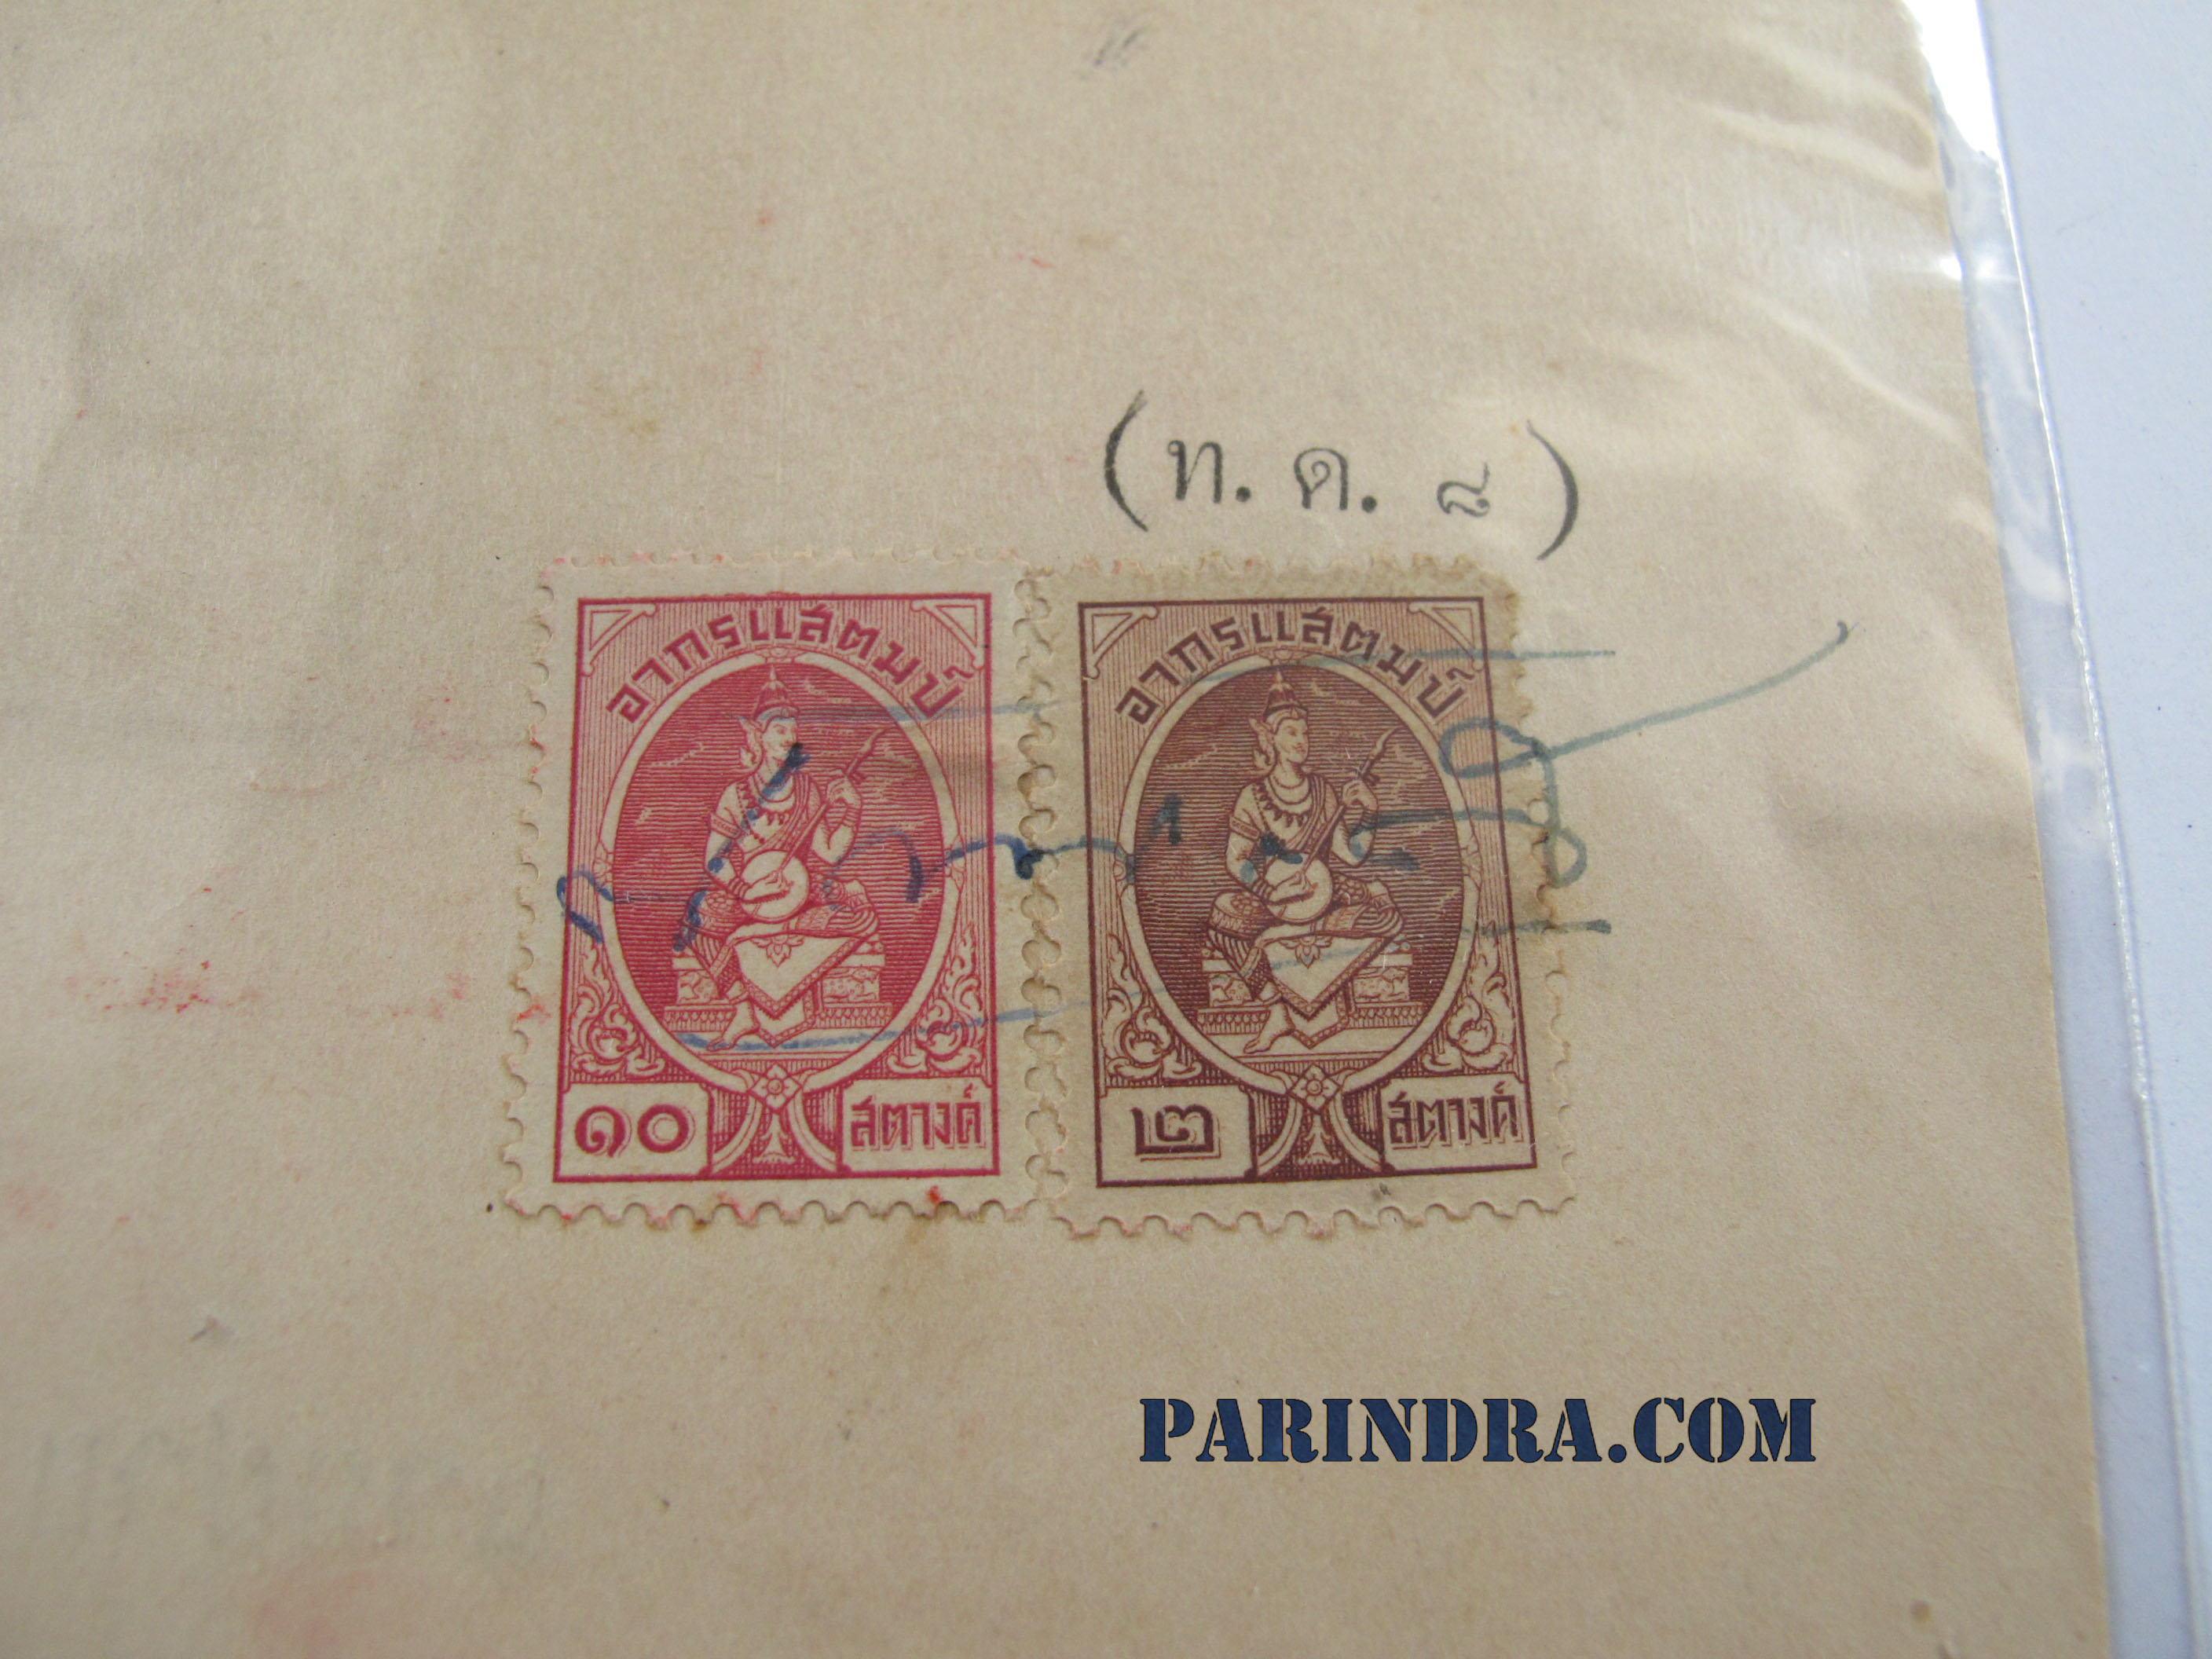 (ท. ด. ๘)
อากรแสตมป์
๑๐ สตางค์
อากรแสตมป์
๒ สตางค์
PARINDRA.COM